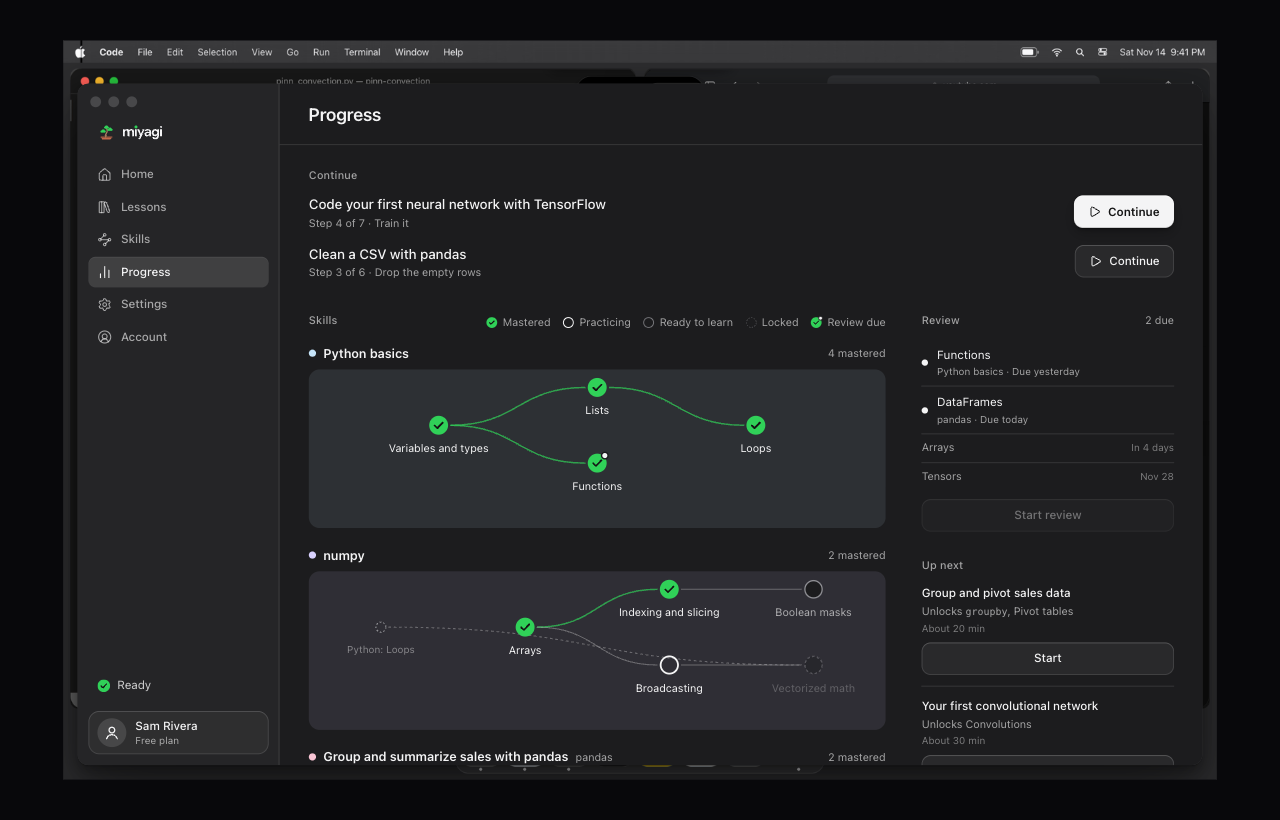 Code File Edit Selection View Go Run Terminal Window Help
Sat Nov 14 9:41 PM
pinn_convection.py — pinn-convection
miyagi
Home
Lessons
Skills
Progress
Settings
Account
Ready
Sam Rivera
Free plan
Progress
Continue
Code your first neural network with TensorFlow
Step 4 of 7 · Train it
Continue
Clean a CSV with pandas
Step 3 of 6 · Drop the empty rows
Continue
Skills
Mastered Practicing Ready to learn Locked Review due
Python basics
4 mastered
Lists
Variables and types
Loops
Functions
numpy
2 mastered
Indexing and slicing
Boolean masks
Python: Loops
Arrays
Broadcasting
Vectorized math
Group and summarize sales with pandas pandas
2 mastered
Review
2 due
Functions
Python basics · Due yesterday
DataFrames
pandas · Due today
Arrays
In 4 days
Tensors
Nov 28
Start review
Up next
Group and pivot sales data
Unlocks groupby, Pivot tables
About 20 min
Start
Your first convolutional network
Unlocks Convolutions
About 30 min